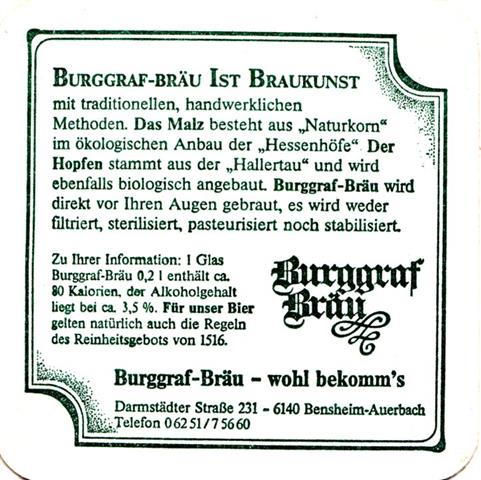 BURGGRAF-BRÄU IST BRAUKUNST
mit traditionellen, handwerklichen
Methoden. Das Malz besteht aus „Naturkorn“
im ökologischen Anbau der „Hessenhöfe“. Der
Hopfen stammt aus der „Hallertau“ und wird
ebenfalls biologisch angebaut. Burggraf-Bräu wird
direkt vor Ihren Augen gebraut, es wird weder
filtriert, sterilisiert, pasteurisiert noch stabilisiert.
Zu Ihrer Information: 1 Glas
Burggraf-Bräu 0,2 l enthält ca.
80 Kalorien, der Alkoholgehalt
liegt bei ca. 3,5 %. Für unser Bier
gelten natürlich auch die Regeln
des Reinheitsgebots von 1516.
Burggraf
Bräu
Burggraf-Bräu – wohl bekomm's
Darmstädter Straße 231 – 6140 Bensheim-Auerbach
Telefon 06251/75660